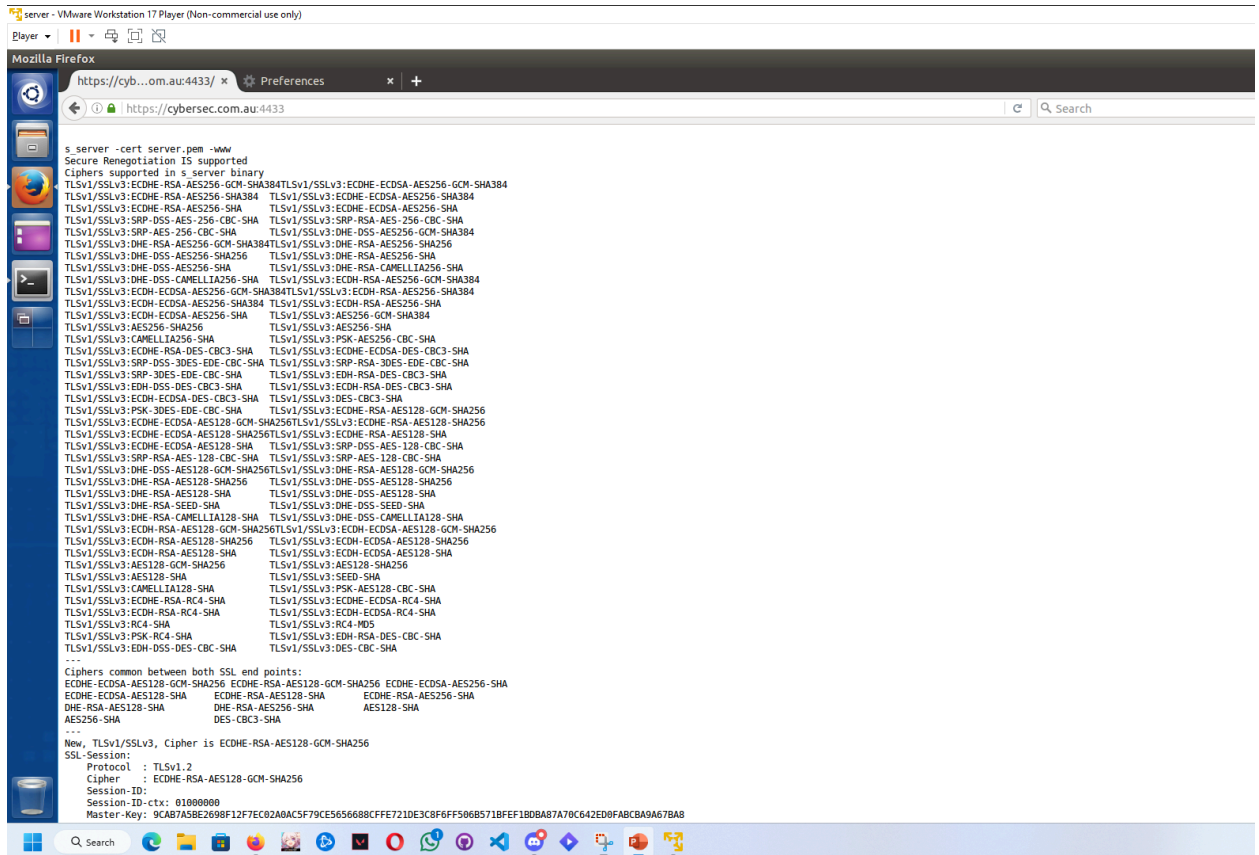 server - VMware Workstation 17 Player (Non-commercial use only)
Player
Mozilla Firefox
https://cyb...om.au:4433/ × Preferences × +
https://cybersec.com.au:4433 Search
s_server -cert server.pem -www
Secure Renegotiation IS supported
Ciphers supported in s_server binary
TLSv1/SSLv3:ECDHE-RSA-AES256-GCM-SHA384TLSv1/SSLv3:ECDHE-ECDSA-AES256-GCM-SHA384
TLSv1/SSLv3:ECDHE-RSA-AES256-SHA384 TLSv1/SSLv3:ECDHE-ECDSA-AES256-SHA384
TLSv1/SSLv3:ECDHE-RSA-AES256-SHA TLSv1/SSLv3:ECDHE-ECDSA-AES256-SHA
TLSv1/SSLv3:SRP-DSS-AES-256-CBC-SHA TLSv1/SSLv3:SRP-RSA-AES-256-CBC-SHA
TLSv1/SSLv3:SRP-AES-256-CBC-SHA TLSv1/SSLv3:DHE-DSS-AES256-GCM-SHA384
TLSv1/SSLv3:DHE-RSA-AES256-GCM-SHA384TLSv1/SSLv3:DHE-RSA-AES256-SHA256
TLSv1/SSLv3:DHE-DSS-AES256-SHA256 TLSv1/SSLv3:DHE-RSA-AES256-SHA
TLSv1/SSLv3:DHE-DSS-AES256-SHA TLSv1/SSLv3:DHE-RSA-CAMELLIA256-SHA
TLSv1/SSLv3:DHE-DSS-CAMELLIA256-SHA TLSv1/SSLv3:ECDH-RSA-AES256-GCM-SHA384
TLSv1/SSLv3:ECDH-ECDSA-AES256-GCM-SHA384TLSv1/SSLv3:ECDH-RSA-AES256-SHA384
TLSv1/SSLv3:ECDH-ECDSA-AES256-SHA384 TLSv1/SSLv3:ECDH-RSA-AES256-SHA
TLSv1/SSLv3:ECDH-ECDSA-AES256-SHA TLSv1/SSLv3:AES256-GCM-SHA384
TLSv1/SSLv3:AES256-SHA256 TLSv1/SSLv3:AES256-SHA
TLSv1/SSLv3:CAMELLIA256-SHA TLSv1/SSLv3:PSK-AES256-CBC-SHA
TLSv1/SSLv3:ECDHE-RSA-DES-CBC3-SHA TLSv1/SSLv3:ECDHE-ECDSA-DES-CBC3-SHA
TLSv1/SSLv3:SRP-DSS-3DES-EDE-CBC-SHA TLSv1/SSLv3:SRP-RSA-3DES-EDE-CBC-SHA
TLSv1/SSLv3:SRP-3DES-EDE-CBC-SHA TLSv1/SSLv3:EDH-RSA-DES-CBC3-SHA
TLSv1/SSLv3:EDH-DSS-DES-CBC3-SHA TLSv1/SSLv3:ECDH-RSA-DES-CBC3-SHA
TLSv1/SSLv3:ECDH-ECDSA-DES-CBC3-SHA TLSv1/SSLv3:DES-CBC3-SHA
TLSv1/SSLv3:PSK-3DES-EDE-CBC-SHA TLSv1/SSLv3:ECDHE-RSA-AES128-GCM-SHA256
TLSv1/SSLv3:ECDHE-ECDSA-AES128-GCM-SHA256TLSv1/SSLv3:ECDHE-RSA-AES128-SHA256
TLSv1/SSLv3:ECDHE-ECDSA-AES128-SHA256TLSv1/SSLv3:ECDHE-RSA-AES128-SHA
TLSv1/SSLv3:ECDHE-ECDSA-AES128-SHA TLSv1/SSLv3:SRP-DSS-AES-128-CBC-SHA
TLSv1/SSLv3:SRP-RSA-AES-128-CBC-SHA TLSv1/SSLv3:SRP-AES-128-CBC-SHA
TLSv1/SSLv3:DHE-DSS-AES128-GCM-SHA256TLSv1/SSLv3:DHE-RSA-AES128-GCM-SHA256
TLSv1/SSLv3:DHE-RSA-AES128-SHA256 TLSv1/SSLv3:DHE-DSS-AES128-SHA256
TLSv1/SSLv3:DHE-RSA-AES128-SHA TLSv1/SSLv3:DHE-DSS-AES128-SHA
TLSv1/SSLv3:DHE-RSA-SEED-SHA TLSv1/SSLv3:DHE-DSS-SEED-SHA
TLSv1/SSLv3:DHE-RSA-CAMELLIA128-SHA TLSv1/SSLv3:DHE-DSS-CAMELLIA128-SHA
TLSv1/SSLv3:ECDH-RSA-AES128-GCM-SHA256TLSv1/SSLv3:ECDH-ECDSA-AES128-GCM-SHA256
TLSv1/SSLv3:ECDH-RSA-AES128-SHA256 TLSv1/SSLv3:ECDH-ECDSA-AES128-SHA256
TLSv1/SSLv3:ECDH-RSA-AES128-SHA TLSv1/SSLv3:ECDH-ECDSA-AES128-SHA
TLSv1/SSLv3:AES128-GCM-SHA256 TLSv1/SSLv3:AES128-SHA256
TLSv1/SSLv3:AES128-SHA TLSv1/SSLv3:SEED-SHA
TLSv1/SSLv3:CAMELLIA128-SHA TLSv1/SSLv3:PSK-AES128-CBC-SHA
TLSv1/SSLv3:ECDHE-RSA-RC4-SHA TLSv1/SSLv3:ECDHE-ECDSA-RC4-SHA
TLSv1/SSLv3:ECDH-RSA-RC4-SHA TLSv1/SSLv3:ECDH-ECDSA-RC4-SHA
TLSv1/SSLv3:RC4-SHA TLSv1/SSLv3:RC4-MD5
TLSv1/SSLv3:PSK-RC4-SHA TLSv1/SSLv3:EDH-RSA-DES-CBC-SHA
TLSv1/SSLv3:EDH-DSS-DES-CBC-SHA TLSv1/SSLv3:DES-CBC-SHA
---
Ciphers common between both SSL end points:
ECDHE-ECDSA-AES128-GCM-SHA256 ECDHE-RSA-AES128-GCM-SHA256 ECDHE-ECDSA-AES256-SHA
ECDHE-ECDSA-AES128-SHA ECDHE-RSA-AES128-SHA ECDHE-RSA-AES256-SHA
DHE-RSA-AES128-SHA DHE-RSA-AES256-SHA AES128-SHA
AES256-SHA DES-CBC3-SHA
---
New, TLSv1/SSLv3, Cipher is ECDHE-RSA-AES128-GCM-SHA256
SSL-Session:
Protocol : TLSv1.2
Cipher : ECDHE-RSA-AES128-GCM-SHA256
Session-ID:
Session-ID-ctx: 01000000
Master-Key: 9CAB7A5BE2698F12F7EC02A0AC5F79CE5656688CFFE721DE3C8F6FF506B571BFEF1BDBA87A70C642ED0FABCBA9A67BA8
Search